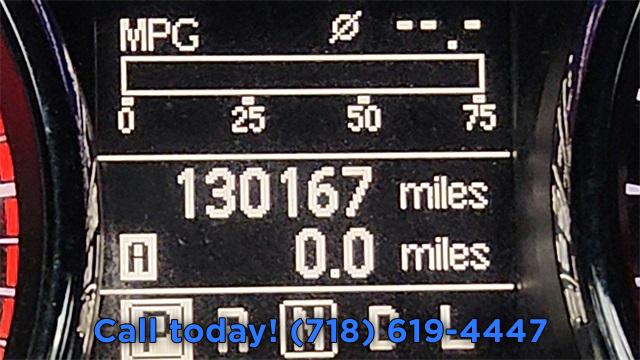 MPG Ø --.-
0 25 50 75
130167 miles
A 0.0 miles
P R N D L
Call today! (718) 619-4447